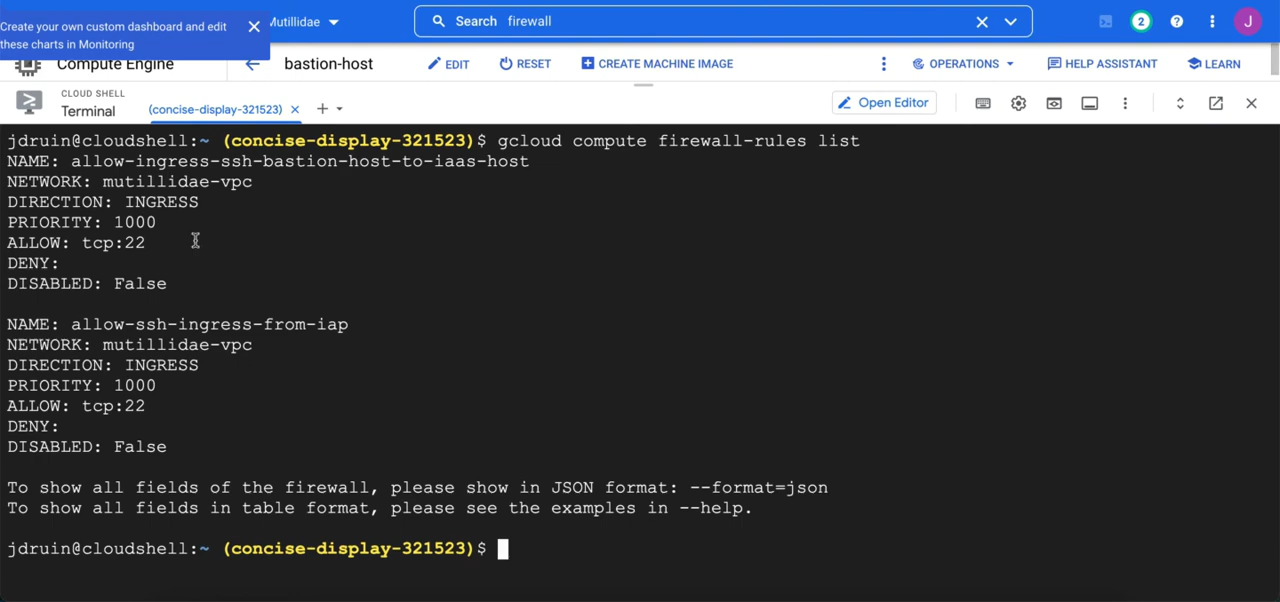 Create your own custom dashboard and edit
these charts in Monitoring
Mutillidae
Search firewall
2
J
Compute Engine
bastion-host
EDIT
RESET
CREATE MACHINE IMAGE
OPERATIONS
HELP ASSISTANT
LEARN
CLOUD SHELL
Terminal
(concise-display-321523)
Open Editor
jdruin@cloudshell:~ (concise-display-321523)$ gcloud compute firewall-rules list
NAME: allow-ingress-ssh-bastion-host-to-iaas-host
NETWORK: mutillidae-vpc
DIRECTION: INGRESS
PRIORITY: 1000
ALLOW: tcp:22
DENY:
DISABLED: False
NAME: allow-ssh-ingress-from-iap
NETWORK: mutillidae-vpc
DIRECTION: INGRESS
PRIORITY: 1000
ALLOW: tcp:22
DENY:
DISABLED: False
To show all fields of the firewall, please show in JSON format: --format=json
To show all fields in table format, please see the examples in --help.
jdruin@cloudshell:~ (concise-display-321523)$